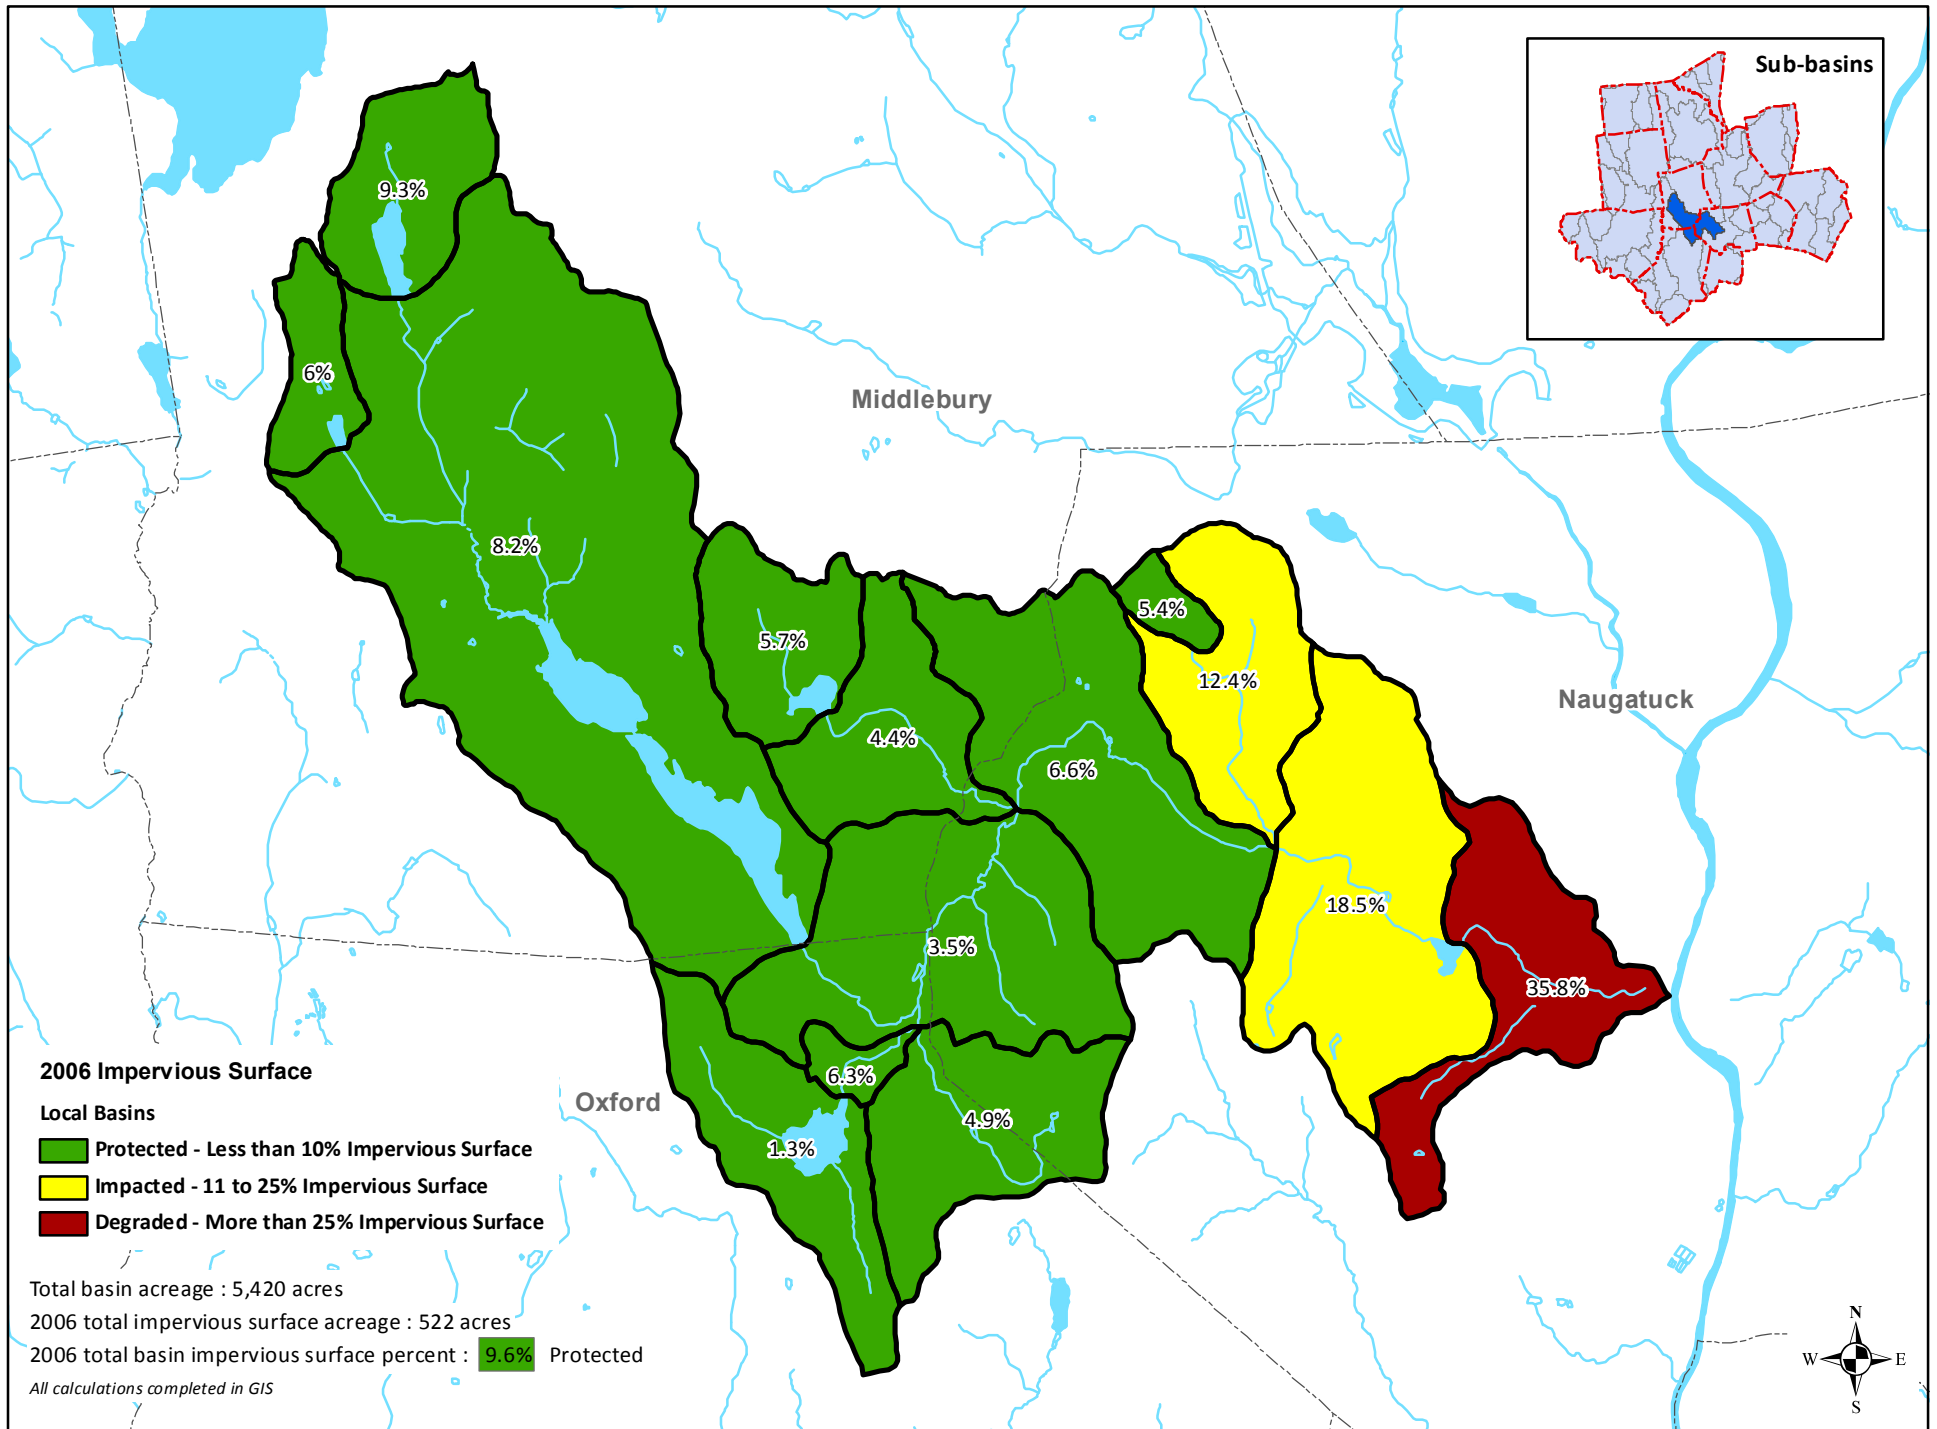 Sub-basins
9.3%
6%
Middlebury
8.2%
5.4%
5.7%
12.4%
Naugatuck
4.4%
6.6%
18.5%
3.5%
35.8%
6.3%
Oxford
4.9%
1.3%
2006 Impervious Surface
Local Basins
Protected - Less than 10% Impervious Surface
Impacted - 11 to 25% Impervious Surface
Degraded - More than 25% Impervious Surface
Total basin acreage : 5,420 acres
2006 total impervious surface acreage : 522 acres
2006 total basin impervious surface percent : 9.6% Protected
All calculations completed in GIS
N
W E
S